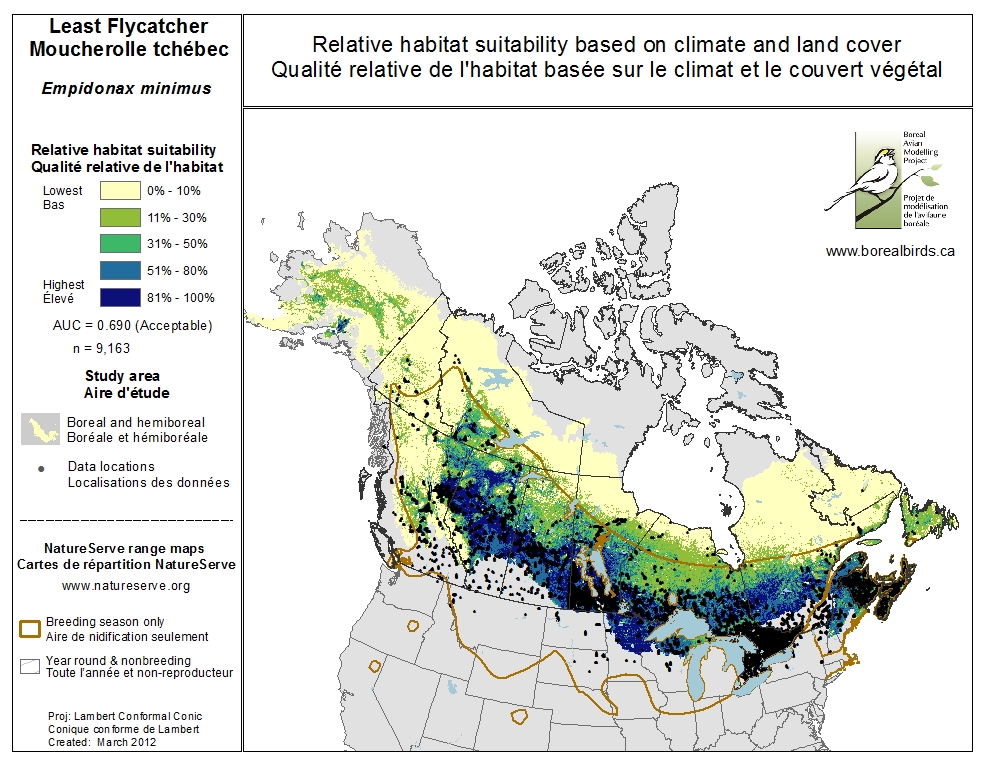 Least Flycatcher
Moucherolle tchébec
Empidonax minimus
Relative habitat suitability
Qualité relative de l'habitat
Lowest
Bas
0% - 10%
11% - 30%
31% - 50%
51% - 80%
Highest
Élevé
81% - 100%
AUC = 0.690 (Acceptable)
n = 9,163
Study area
Aire d'étude
Boreal and hemiboreal
Boréale et hémiboréale
Data locations
Localisations des données
NatureServe range maps
Cartes de répartition NatureServe
www.natureserve.org
Breeding season only
Aire de nidification seulement
Year round & nonbreeding
Toute l'année et non-reproducteur
Proj: Lambert Conformal Conic
Conique conforme de Lambert
Created: March 2012
Relative habitat suitability based on climate and land cover
Qualité relative de l'habitat basée sur le climat et le couvert végétal
Boreal
Avian
Modelling
Project
Projet de
modélisation
de l'avifaune
boréale
www.borealbirds.ca